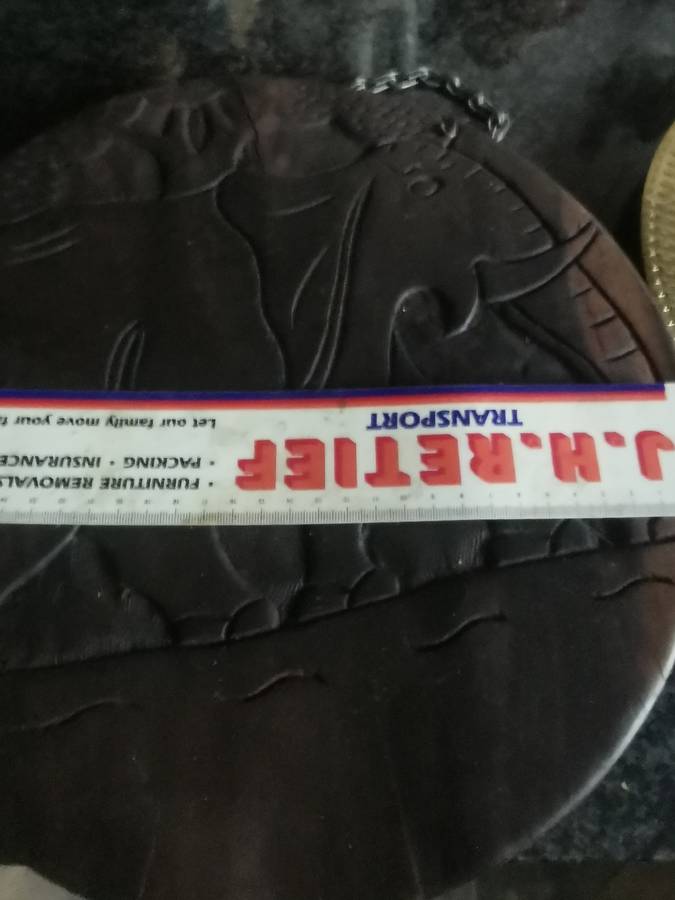 J.H.RETIEF
TRANSPORT
• FURNITURE REMOVALS
• PACKING • INSURANCE
Let our family move your